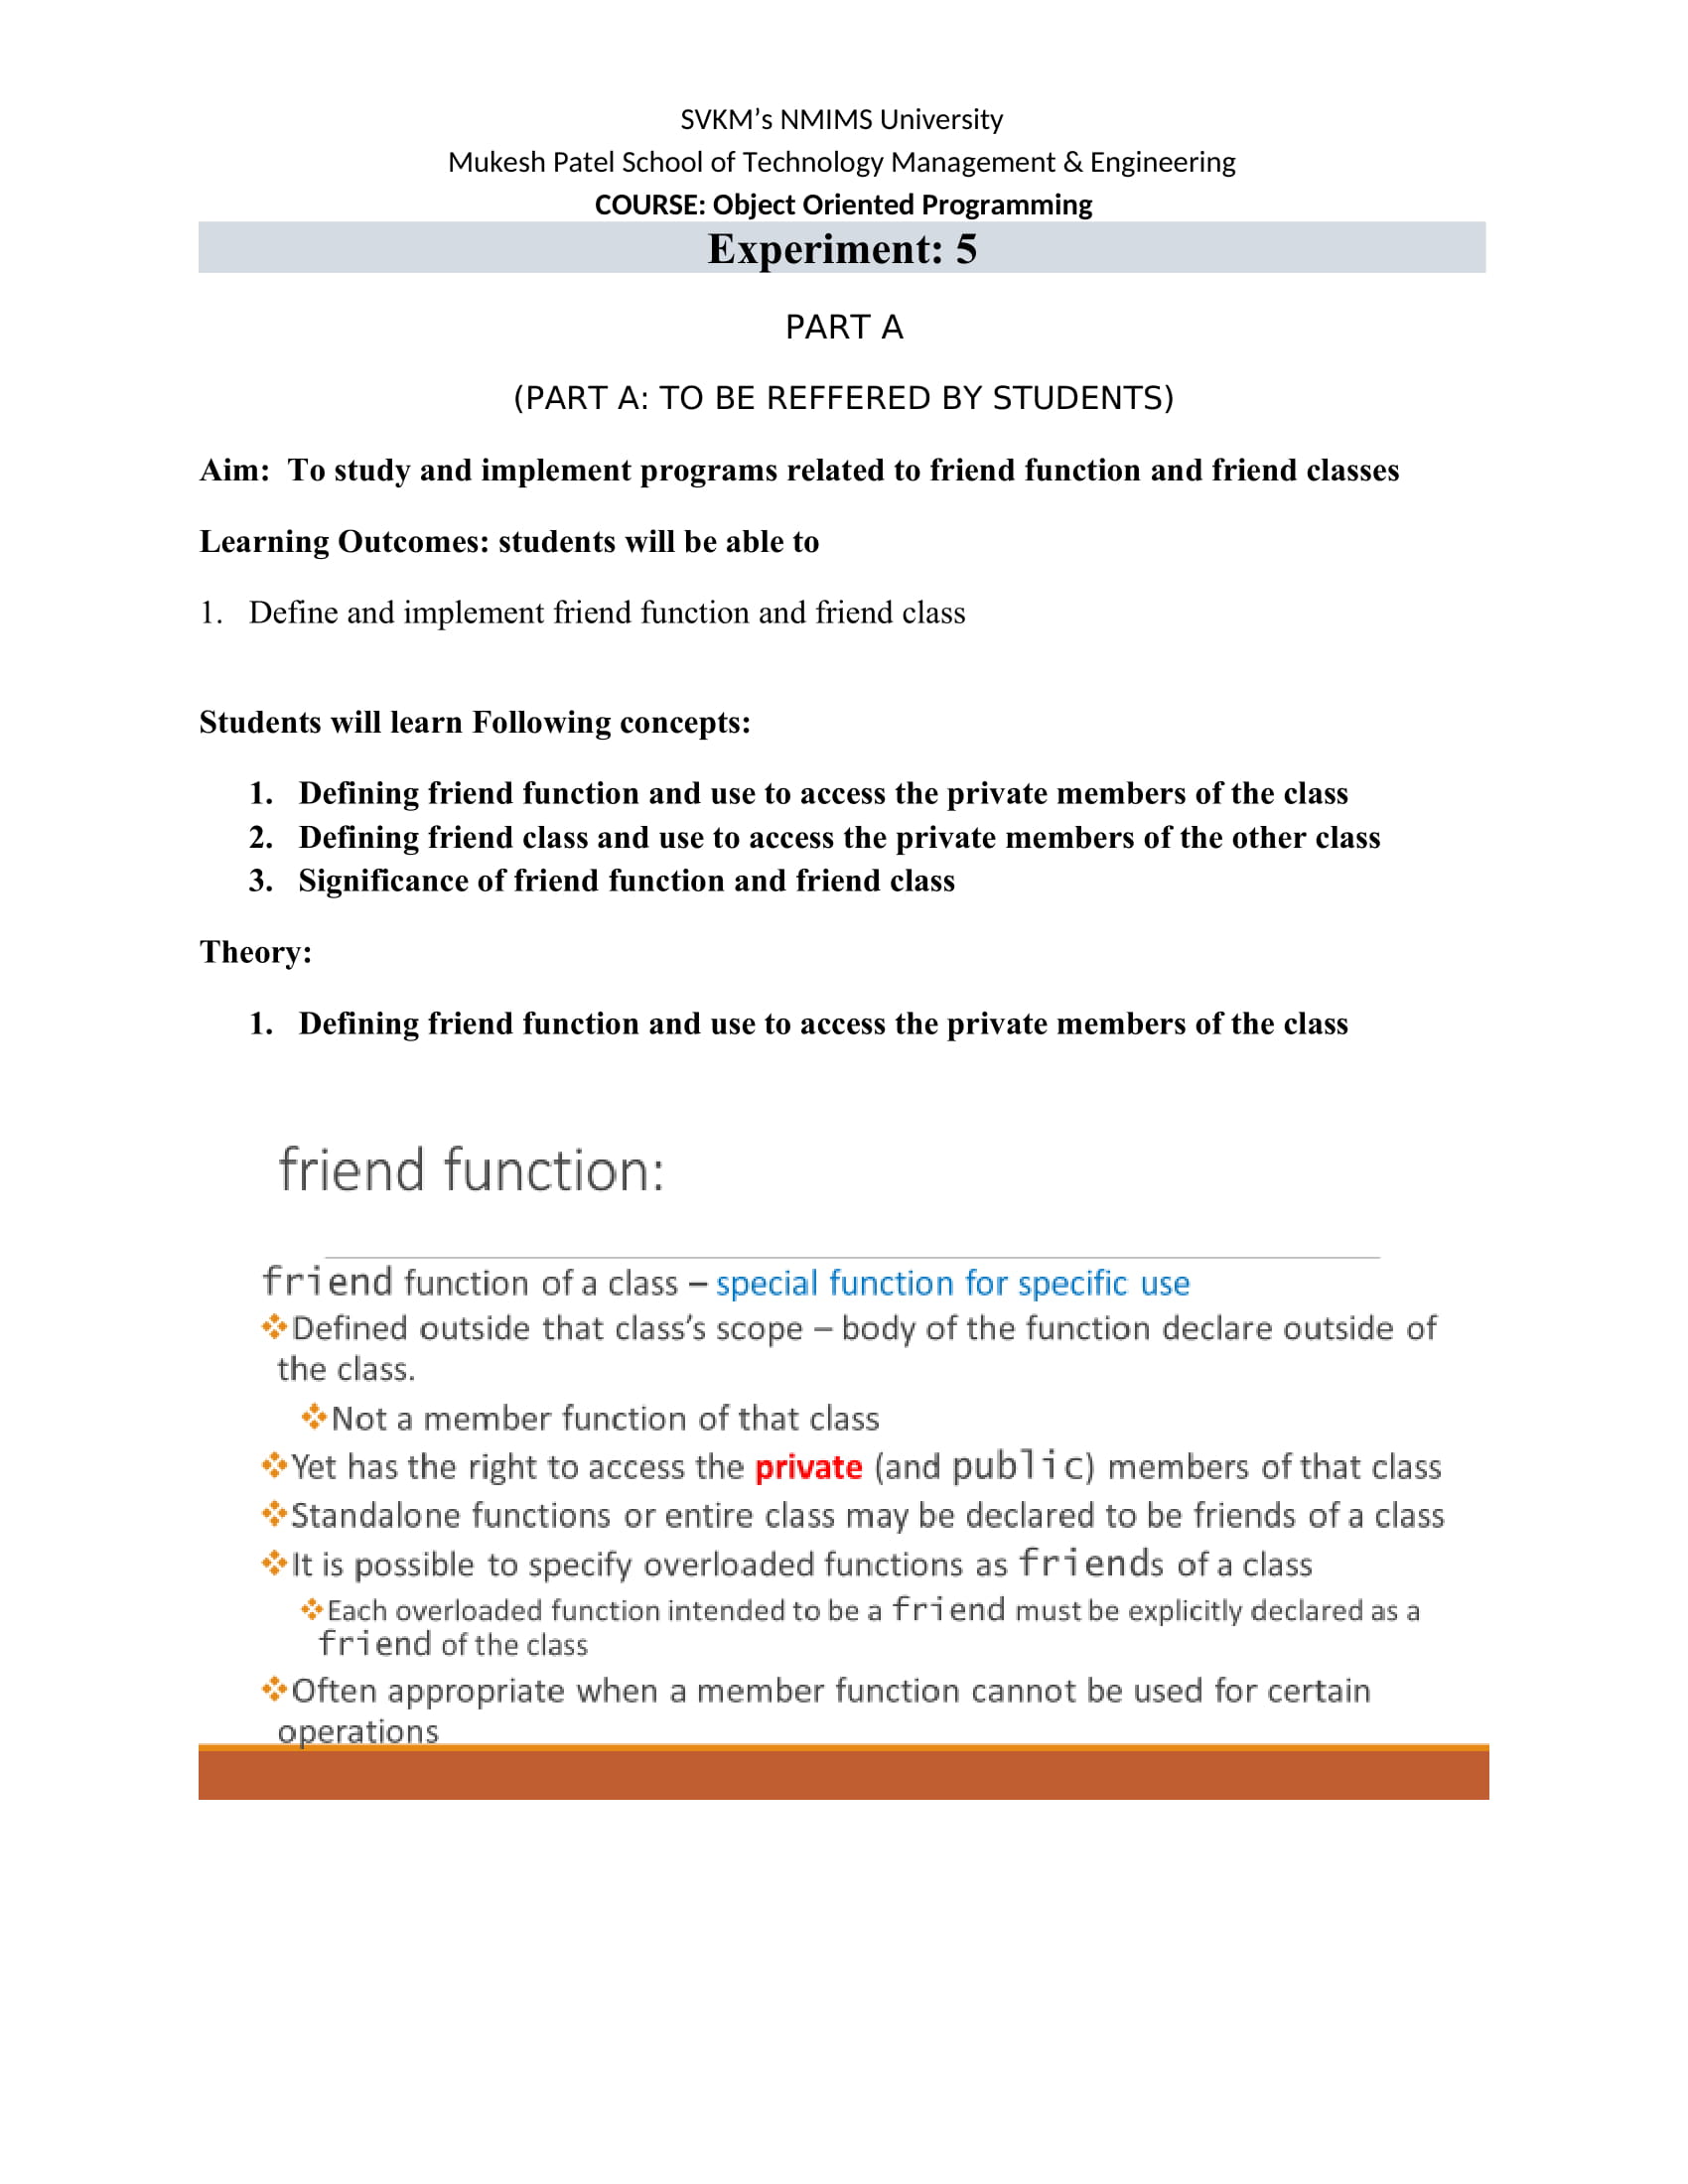 SVKM’s NMIMS University
Mukesh Patel School of Technology Management & Engineering
COURSE: Object Oriented Programming
Experiment: 5
PART A
(PART A: TO BE REFFERED BY STUDENTS)
Aim:  To study and implement programs related to friend function and friend classes
Learning Outcomes: students will be able to
1. Define and implement friend function and friend class
Students will learn Following concepts:
1. Defining friend function and use to access the private members of the class
2. Defining friend class and use to access the private members of the other class
3. Significance of friend function and friend class
Theory:
1. Defining friend function and use to access the private members of the class
friend function:
friend function of a class – special function for specific use
❖Defined outside that class’s scope – body of the function declare outside of
the class.
❖Not a member function of that class
❖Yet has the right to access the private (and public) members of that class
❖Standalone functions or entire class may be declared to be friends of a class
❖It is possible to specify overloaded functions as friends of a class
❖Each overloaded function intended to be a friend must be explicitly declared as a
friend of the class
❖Often appropriate when a member function cannot be used for certain
operations